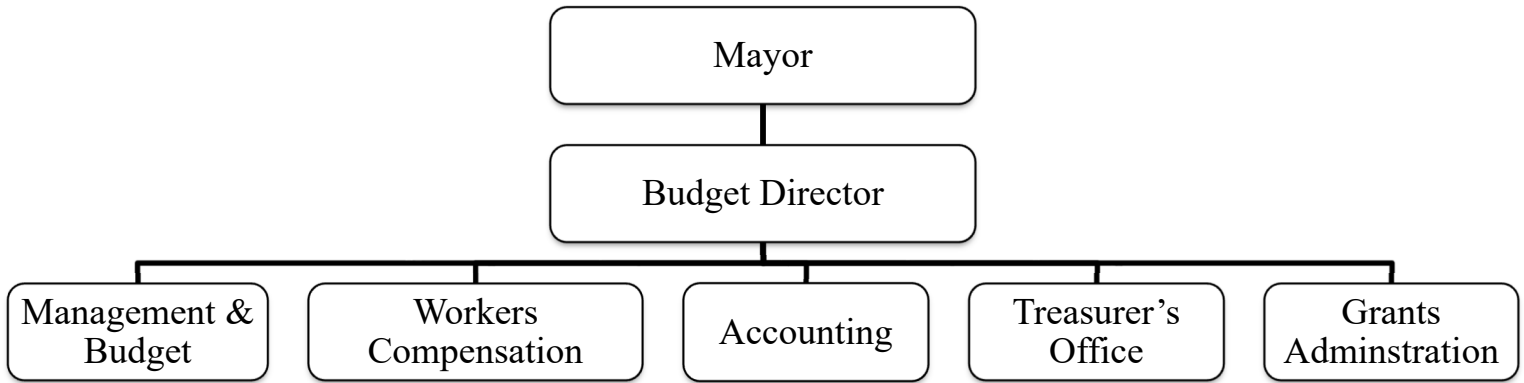 Mayor
Budget Director
Management &
Budget
Workers
Compensation
Accounting
Treasurer’s
Office
Grants
Adminstration